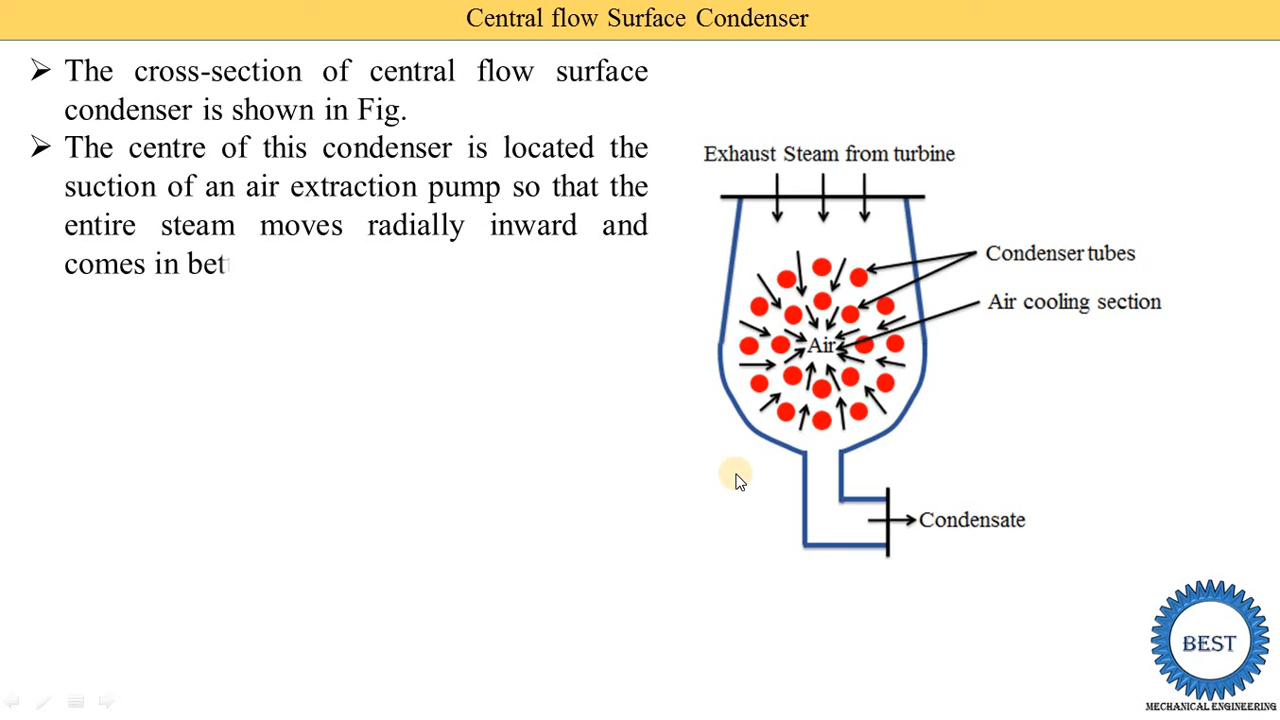 Central flow Surface Condenser
The cross-section of central flow surface
condenser is shown in Fig.
The centre of this condenser is located the
suction of an air extraction pump so that the
entire steam moves radially inward and
comes in bet
Exhaust Steam from turbine
Condenser tubes
Air cooling section
Air
Condensate
BEST
MECHANICAL ENGINEERING